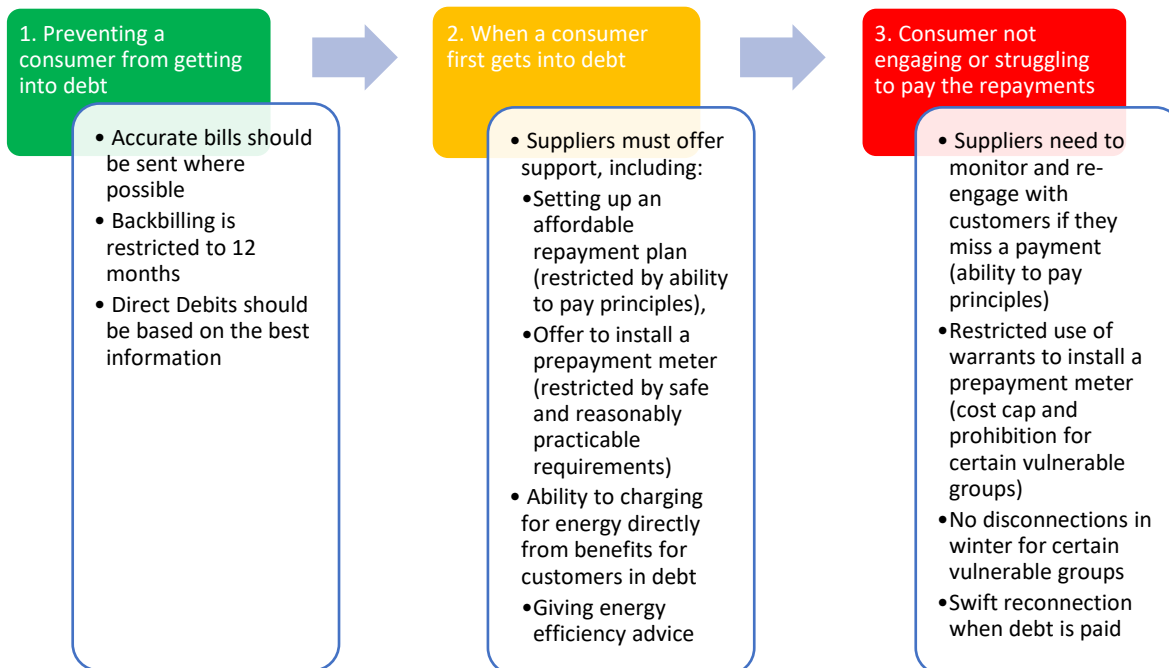 1. Preventing a
consumer from getting
into debt
• Accurate bills should
be sent where
possible
• Backbilling is
restricted to 12
months
• Direct Debits should
be based on the best
information
2. When a consumer
first gets into debt
• Suppliers must offer
support, including:
•Setting up an
affordable
repayment plan
(restricted by ability
to pay principles),
•Offer to install a
prepayment meter
(restricted by safe
and reasonably
practicable
requirements)
• Ability to charging
for energy directly
from benefits for
customers in debt
•Giving energy
efficiency advice
3. Consumer not
engaging or struggling
to pay the repayments
• Suppliers need to
monitor and re-
engage with
customers if they
miss a payment
(ability to pay
principles)
•Restricted use of
warrants to install a
prepayment meter
(cost cap and
prohibition for
certain vulnerable
groups)
•No disconnections in
winter for certain
vulnerable groups
•Swift reconnection
when debt is paid